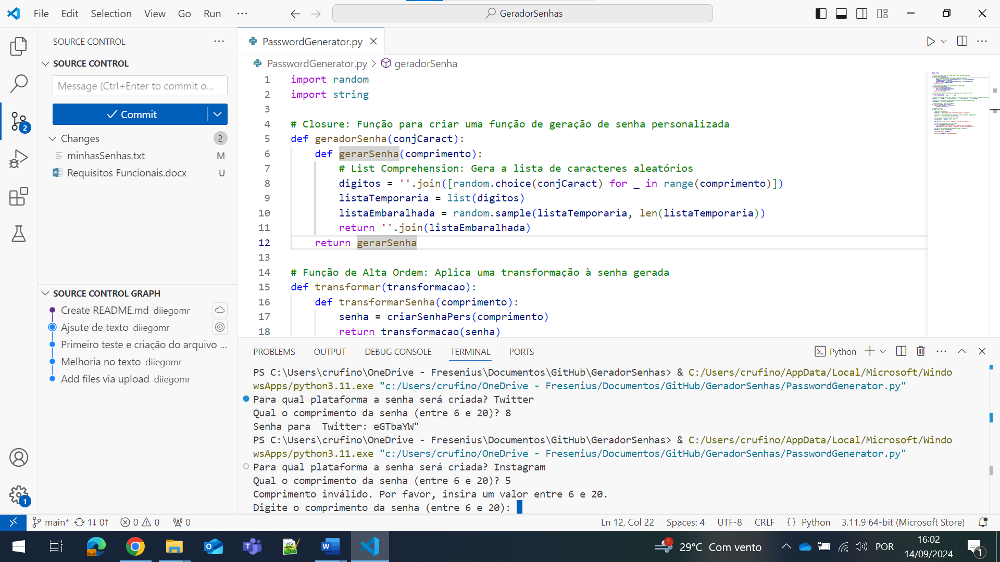 File Edit Selection View Go Run ··· GeradorSenhas
SOURCE CONTROL ···
PasswordGenerator.py
SOURCE CONTROL
Message (Ctrl+Enter to commit o...
Commit
Changes 2
minhasSenhas.txt M
Requisitos Funcionais.docx U
2
SOURCE CONTROL GRAPH
Create README.md diiegomr
Ajsute de texto diiegomr
Primeiro teste e criação do arquivo ...
Melhoria no texto diiegomr
Add files via upload diiegomr
1
PasswordGenerator.py > geradorSenha
1 import random
2 import string
3
4 # Closure: Função para criar uma função de geração de senha personalizada
5 def geradorSenha(conjCaract):
6 def gerarSenha(comprimento):
7 # List Comprehension: Gera a lista de caracteres aleatórios
8 digitos = ''.join([random.choice(conjCaract) for _ in range(comprimento)])
9 listaTemporaria = list(digitos)
10 listaEmbaralhada = random.sample(listaTemporaria, len(listaTemporaria))
11 return ''.join(listaEmbaralhada)
12 return gerarSenha
13
14 # Função de Alta Ordem: Aplica uma transformação à senha gerada
15 def transformar(transformacao):
16 def transformarSenha(comprimento):
17 senha = criarSenhaPers(comprimento)
18 return transformacao(senha)
PROBLEMS OUTPUT DEBUG CONSOLE TERMINAL PORTS Python
PS C:\Users\crufino\OneDrive - Fresenius\Documentos\GitHub\GeradorSenhas> & C:/Users/crufino/AppData/Local/Microsoft/Windo
wsApps/python3.11.exe "c:/Users/crufino/OneDrive - Fresenius/Documentos/GitHub/GeradorSenhas/PasswordGenerator.py"
Para qual plataforma a senha será criada? Twitter
Qual o comprimento da senha (entre 6 e 20)? 8
Senha para  Twitter: eGTbaYW"
PS C:\Users\crufino\OneDrive - Fresenius\Documentos\GitHub\GeradorSenhas> & C:/Users/crufino/AppData/Local/Microsoft/Windo
wsApps/python3.11.exe "c:/Users/crufino/OneDrive - Fresenius/Documentos/GitHub/GeradorSenhas/PasswordGenerator.py"
Para qual plataforma a senha será criada? Instagram
Qual o comprimento da senha (entre 6 e 20)? 5
Comprimento inválido. Por favor, insira um valor entre 6 e 20.
Digite o comprimento da senha (entre 6 e 20):
main* 1↓ 0↑ 0 0 0 Ln 12, Col 22 Spaces: 4 UTF-8 CRLF {} Python 3.11.9 64-bit (Microsoft Store)
1 29°C Com vento POR 16:02
14/09/2024 1